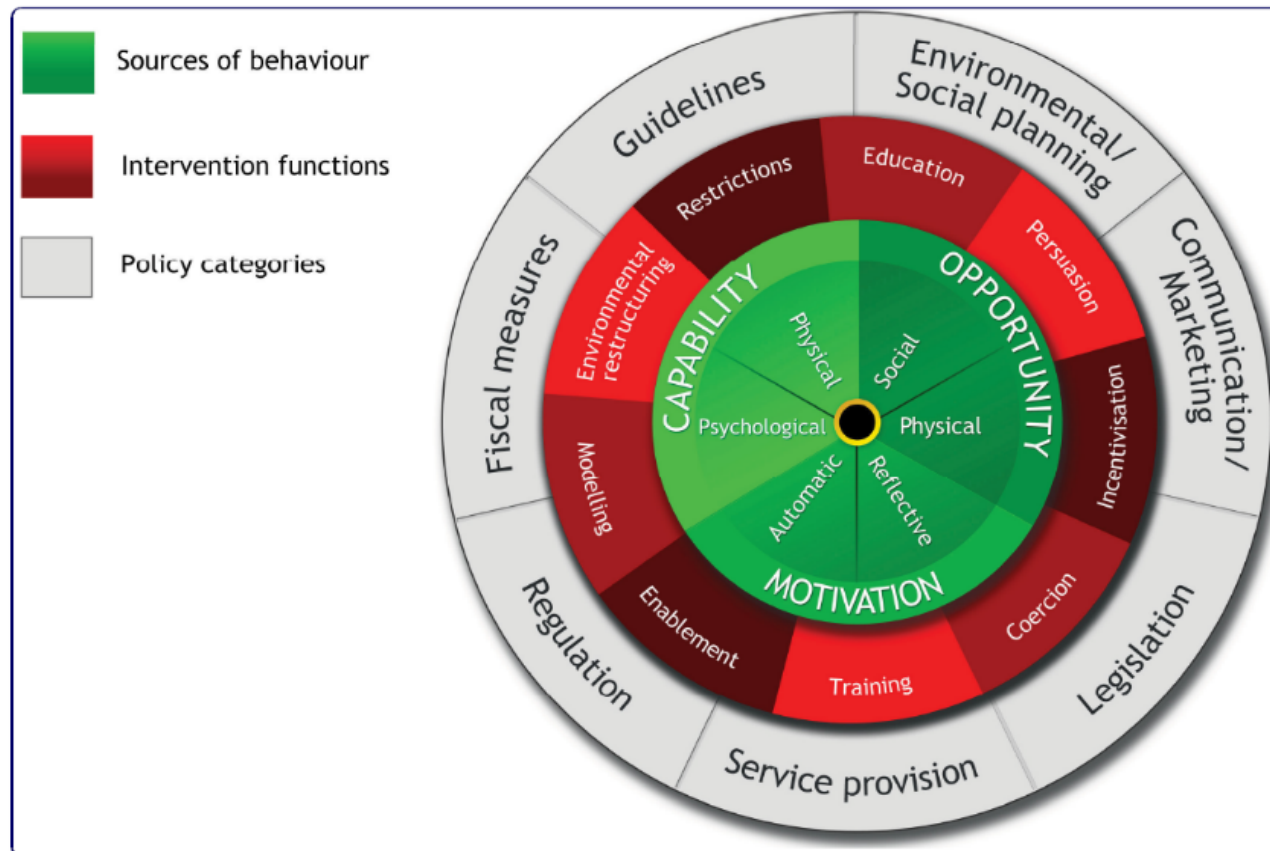 Sources of behaviour
Intervention functions
Policy categories
Guidelines
Environmental/
Social planning
Communication/
Marketing
Legislation
Service provision
Regulation
Fiscal measures
Restrictions
Education
Persuasion
Incentivisation
Coercion
Training
Enablement
Modelling
Environmental
restructuring
CAPABILITY
OPPORTUNITY
MOTIVATION
Physical
Social
Psychological
Physical
Automatic
Reflective